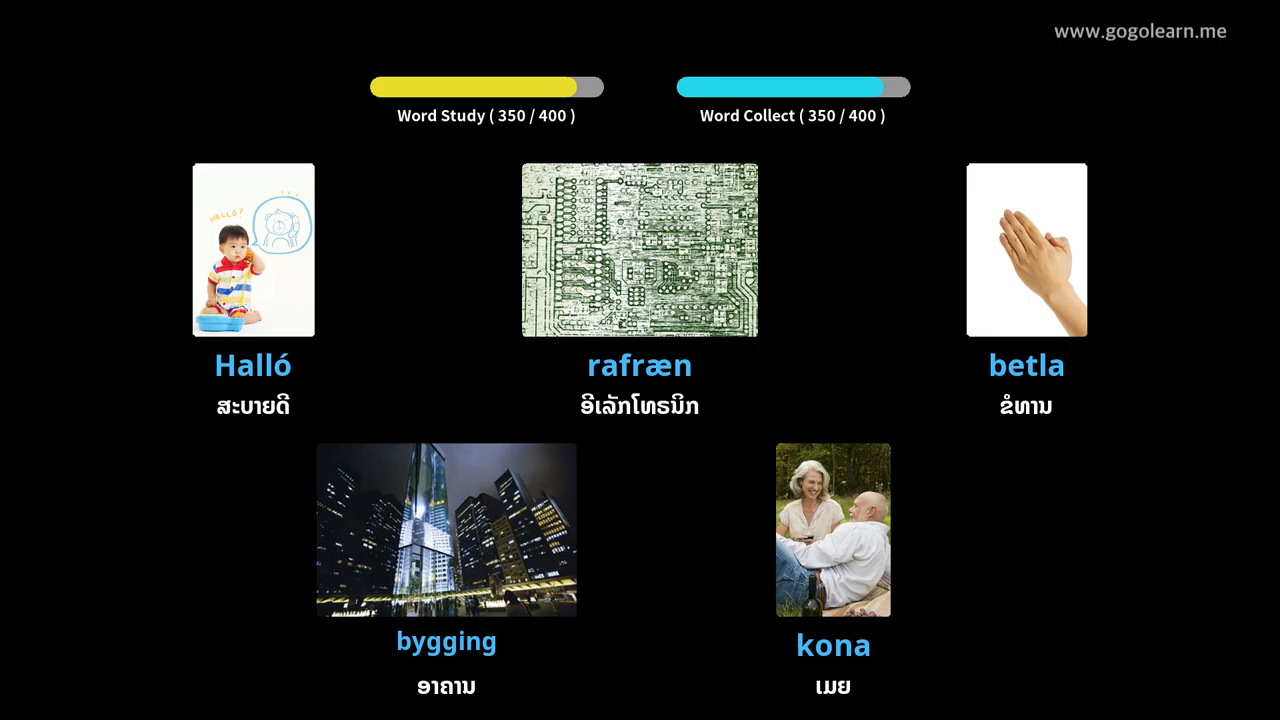 www.gogolearn.me
Word Study ( 350 / 400 )
Word Collect ( 350 / 400 )
HELLO?
Halló
ສະບາຍດີ
rafræn
ອີເລັກໂທຣນິກ
betla
ຂໍທານ
bygging
ອາຄານ
kona
ເມຍ